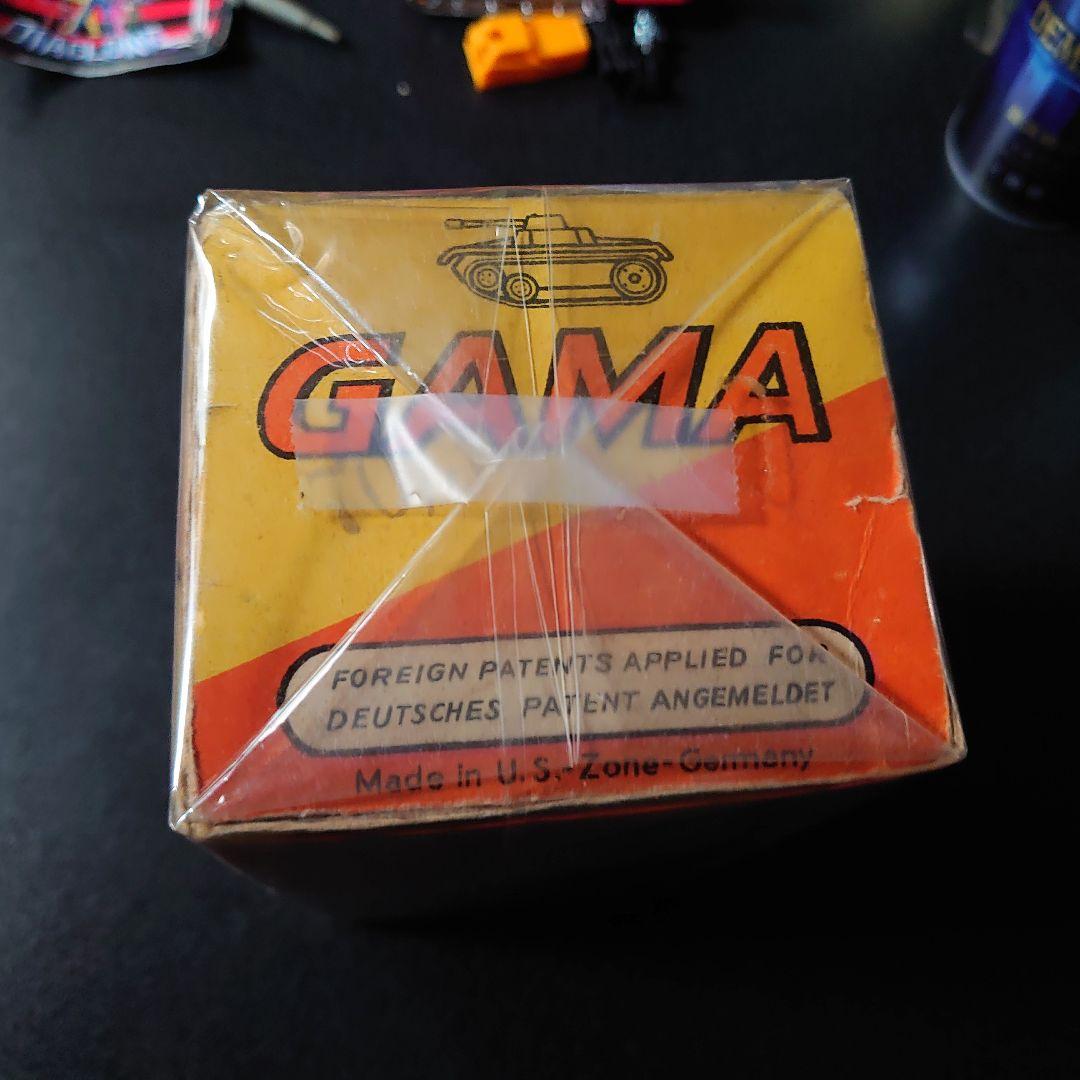 GAMA
FOREIGN PATENTS APPLIED FOR
DEUTSCHES PATENT ANGEMELDET
Made in U.S.-Zone-Germany